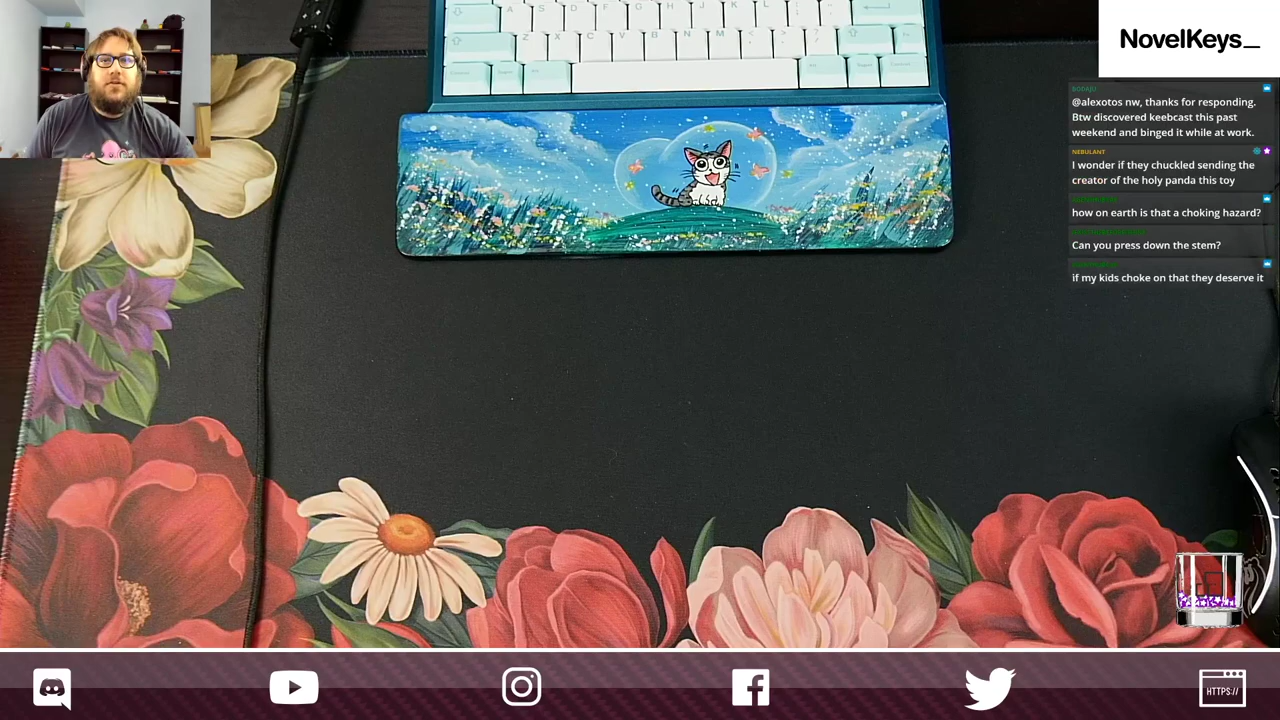 NovelKeys_
BODAJU
@alexotos nw, thanks for responding.
Btw discovered keebcast this past
weekend and binged it while at work.
NEBULANT
I wonder if they chuckled sending the
creator of the holy panda this toy
how on earth is that a choking hazard?
Can you press down the stem?
if my kids choke on that they deserve it
A S D F G H J K L
Z X C V B N M
HTTPS://